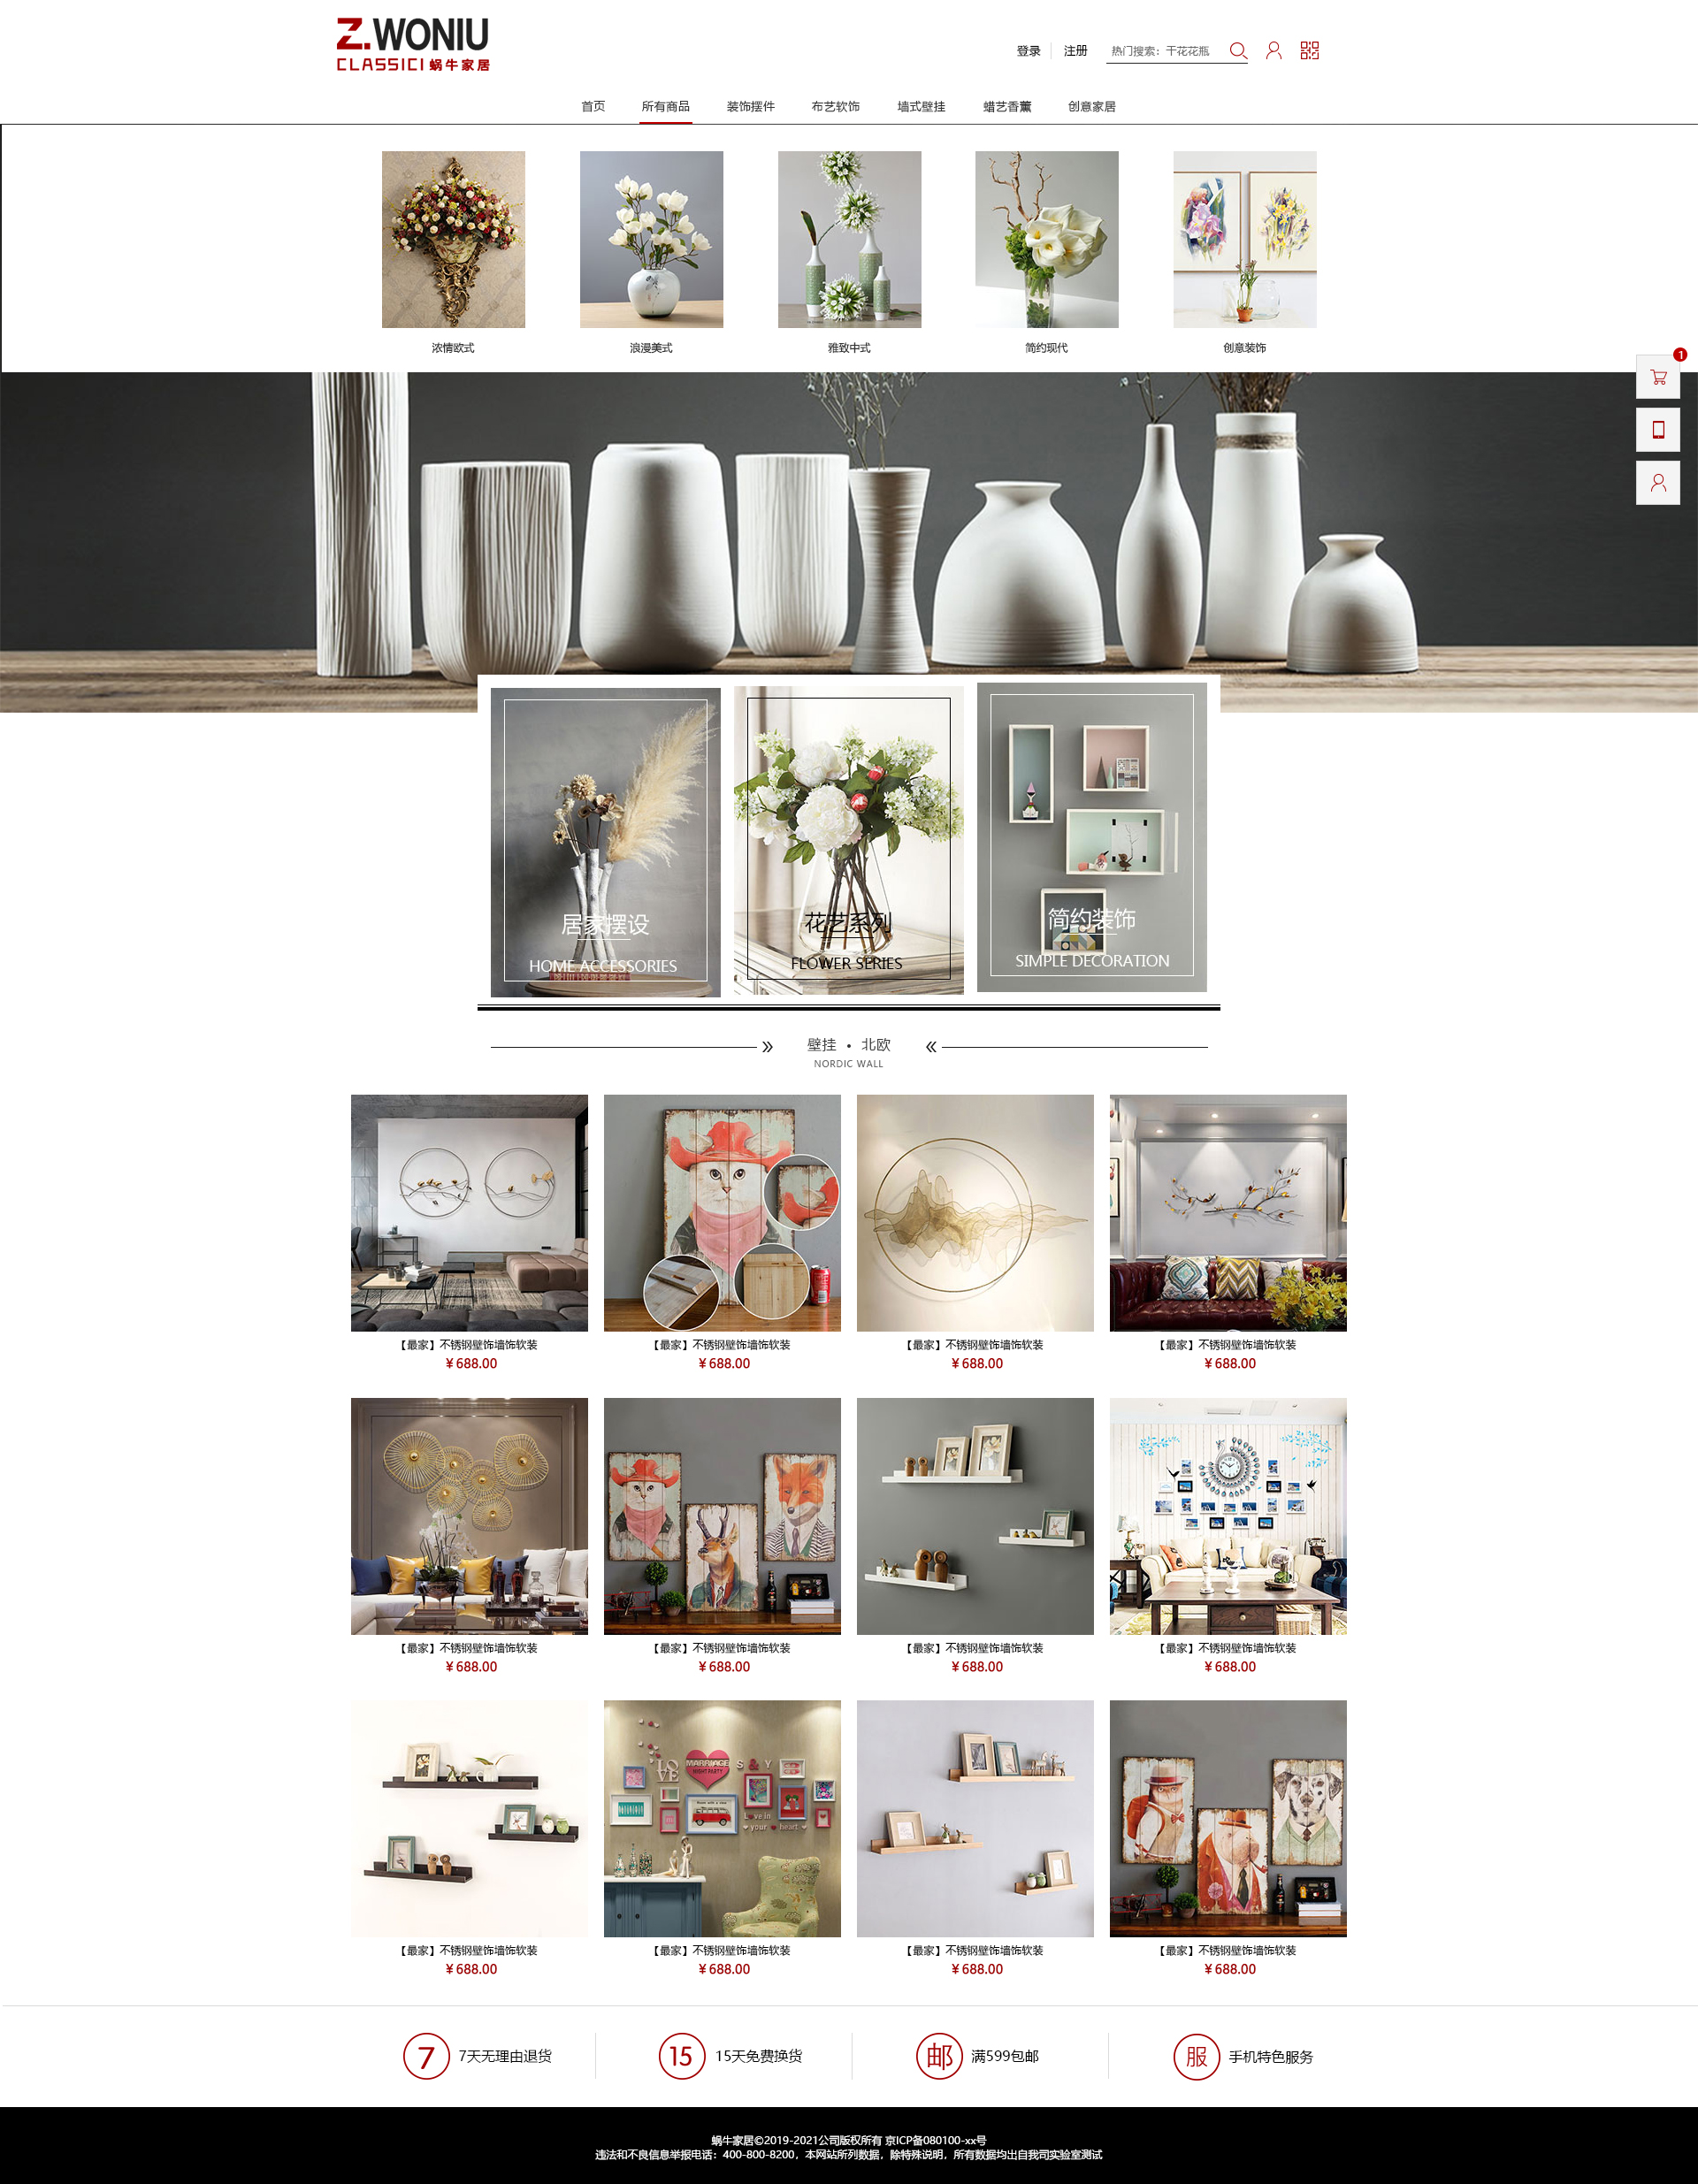 Z.WONIU
CLASSICI 蜗牛家居
登录 注册 热门搜索：干花花瓶
首页 所有商品 装饰摆件 布艺软饰 墙式壁挂 蜡艺香薰 创意家居
浓情欧式 浪漫美式 雅致中式 简约现代 创意装饰
1
居家摆设 花艺系列 简约装饰
HOME ACCESSORIES FLOWER SERIES SIMPLE DECORATION
壁挂 • 北欧
NORDIC WALL
【最家】不锈钢壁饰墙饰软装 【最家】不锈钢壁饰墙饰软装 【最家】不锈钢壁饰墙饰软装 【最家】不锈钢壁饰墙饰软装
¥688.00 ¥688.00 ¥688.00 ¥688.00
【最家】不锈钢壁饰墙饰软装 【最家】不锈钢壁饰墙饰软装 【最家】不锈钢壁饰墙饰软装 【最家】不锈钢壁饰墙饰软装
¥688.00 ¥688.00 ¥688.00 ¥688.00
LOVE
MARRIAGE
S & Y
Love in
your heart
【最家】不锈钢壁饰墙饰软装 【最家】不锈钢壁饰墙饰软装 【最家】不锈钢壁饰墙饰软装 【最家】不锈钢壁饰墙饰软装
¥688.00 ¥688.00 ¥688.00 ¥688.00
7 7天无理由退货 15 15天免费换货 邮 满599包邮 服 手机特色服务
蜗牛家居©2019-2021公司版权所有 京ICP备080100-xx号
违法和不良信息举报电话：400-800-8200，本网站所列数据，除特殊说明，所有数据均出自我司实验室测试